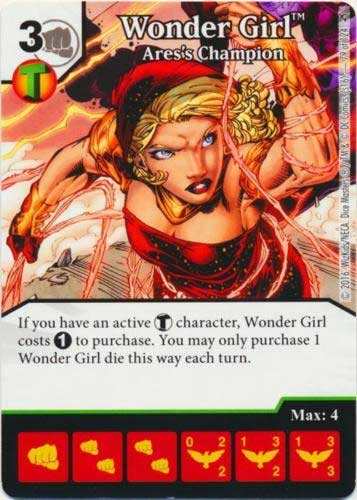 3
Wonder Girl™
Ares's Champion
T
If you have an active T character, Wonder Girl
costs 1 to purchase. You may only purchase 1
Wonder Girl die this way each turn.
Max: 4
0 2 2
1 3 2
1 3 3